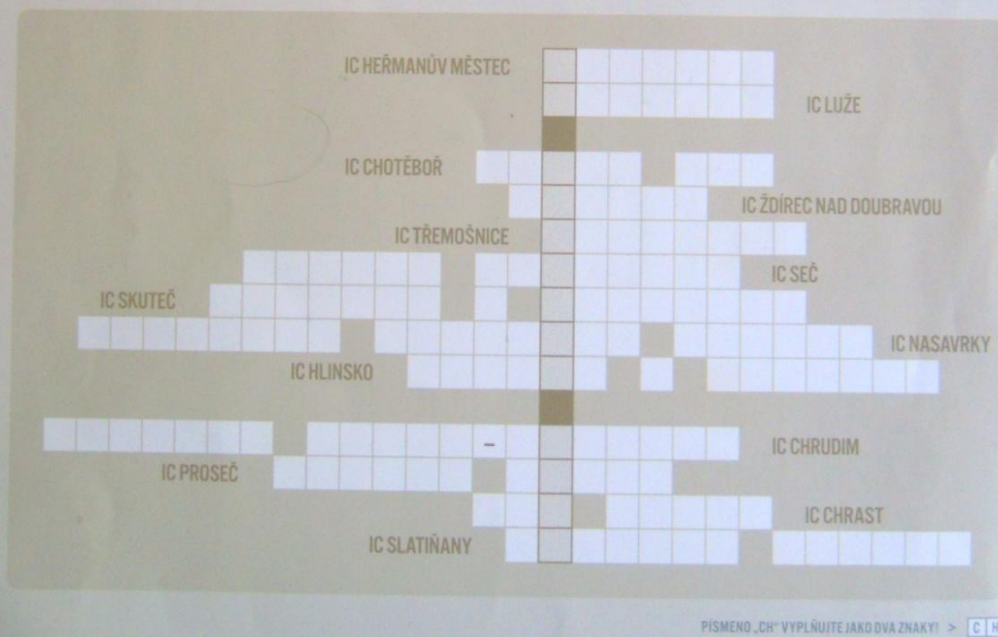 IC HEŘMANŮV MĚSTEC
IC LUŽE
IC CHOTĚBOŘ
IC ŽDÍREC NAD DOUBRAVOU
IC TŘEMOŠNICE
IC SEČ
IC SKUTEČ
IC NASAVRKY
IC HLINSKO
–
IC CHRUDIM
IC PROSEČ
IC CHRAST
IC SLATIŇANY
PÍSMENO „CH“ VYPLŇUJTE JAKO DVA ZNAKY! > C H